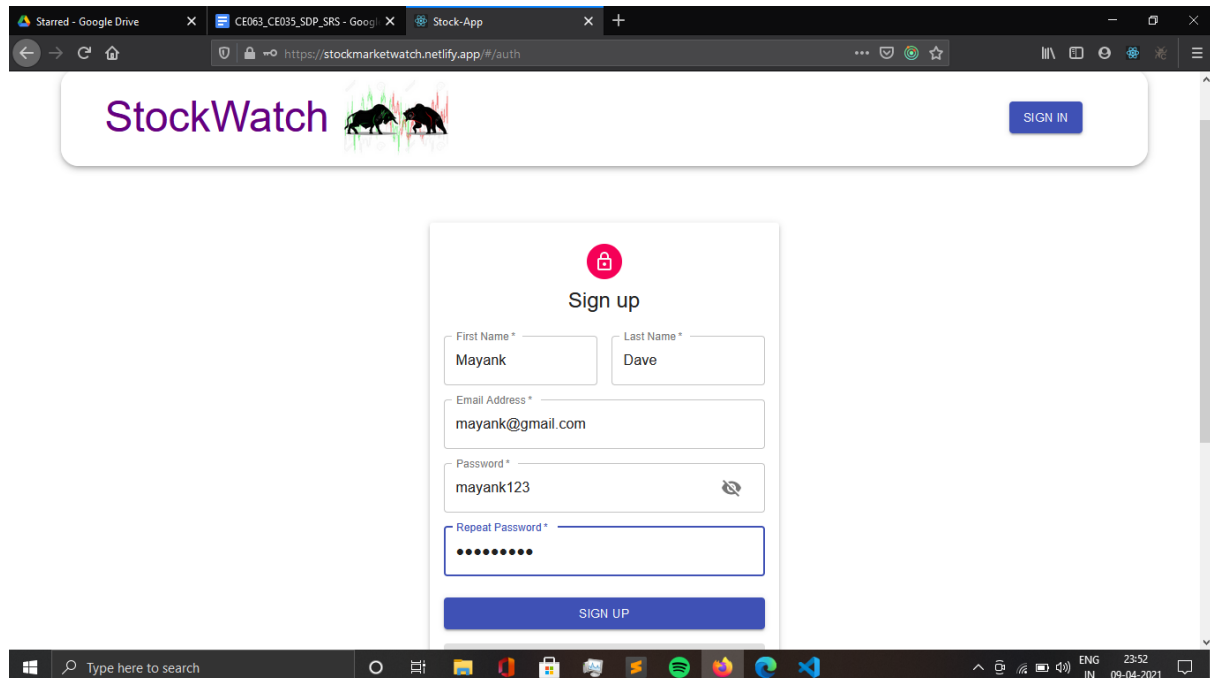 Starred - Google Drive
CE063_CE035_SDP_SRS - Googl
Stock-App
https://stockmarketwatch.netlify.app/#/auth
StockWatch
SIGN IN
Sign up
First Name *
Last Name *
Mayank
Dave
Email Address *
mayank@gmail.com
Password *
mayank123
Repeat Password *
•••••••••
SIGN UP
Type here to search
ENG
IN
23:52
09-04-2021